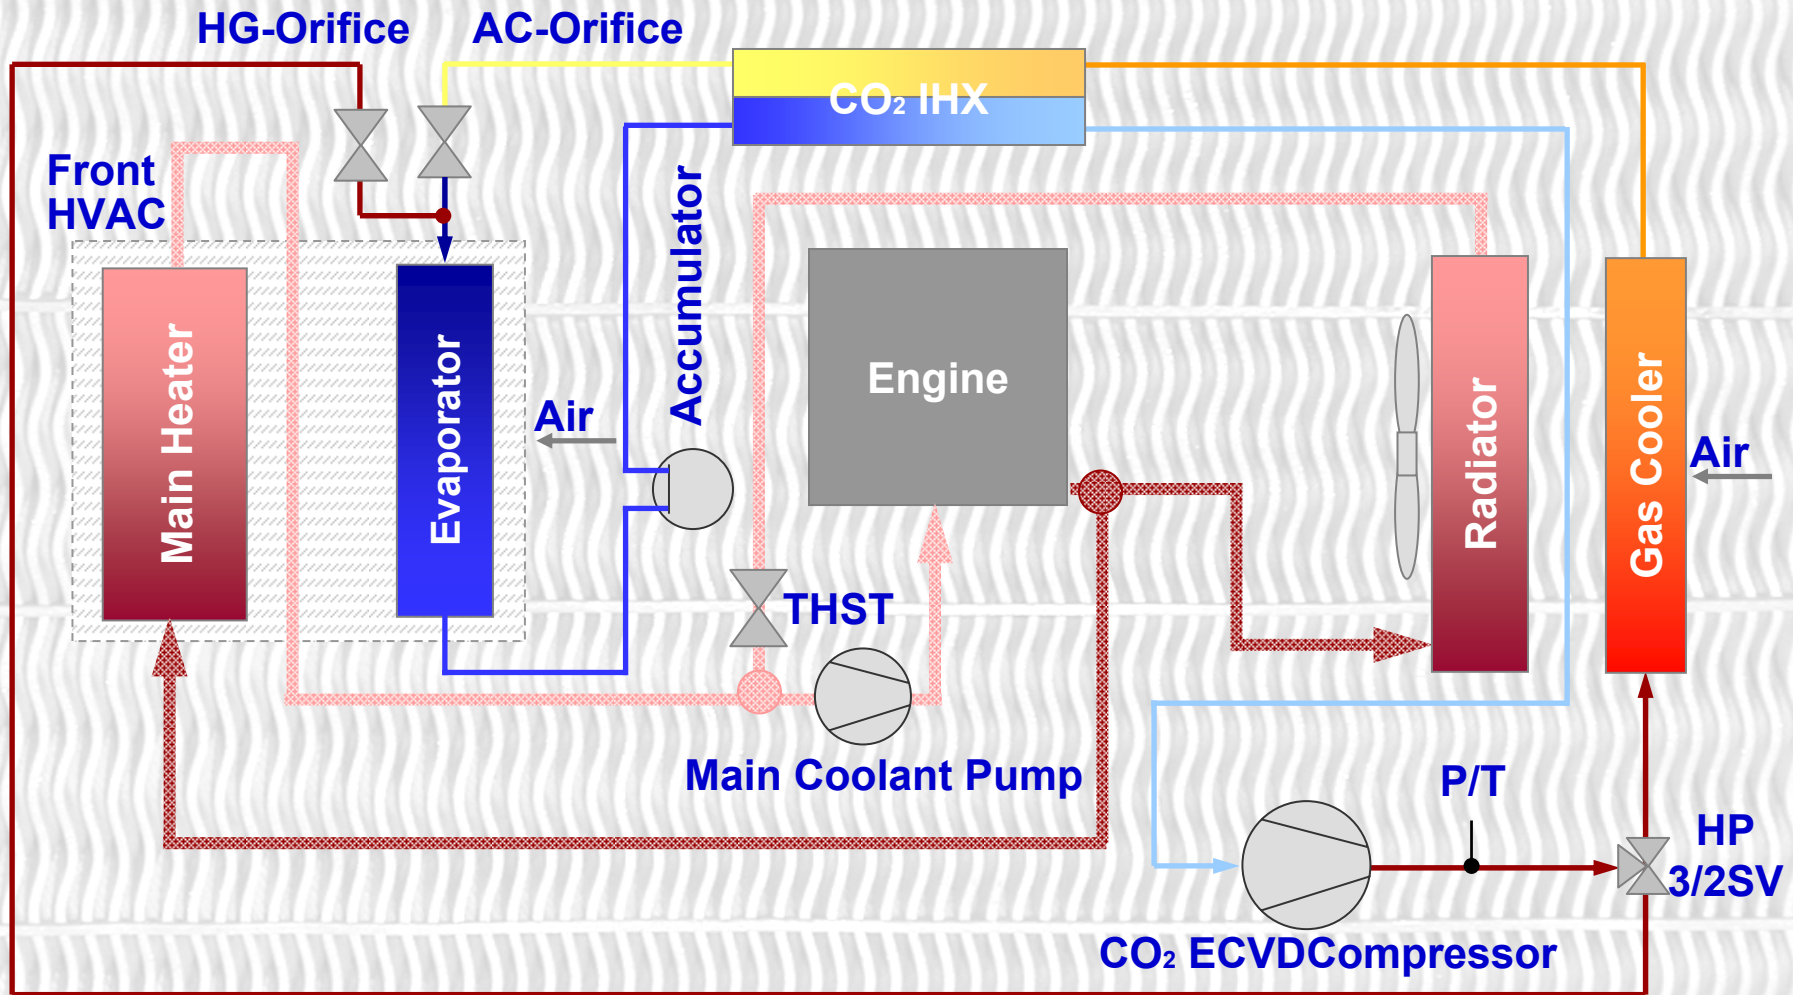 HG-Orifice
AC-Orifice
CO₂ IHX
Front
HVAC
Accumulator
Main Heater
Evaporator
Air
Engine
Radiator
Gas Cooler
Air
THST
Main Coolant Pump
P/T
HP
3/2SV
CO₂ ECVDCompressor